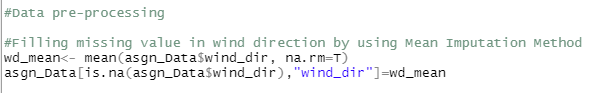 #Data pre-processing
#Filling missing value in wind direction by using Mean Imputation Method
wd_mean<- mean(asgn_Data$wind_dir, na.rm=T)
asgn_Data[is.na(asgn_Data$wind_dir),"wind_dir"]=wd_mean